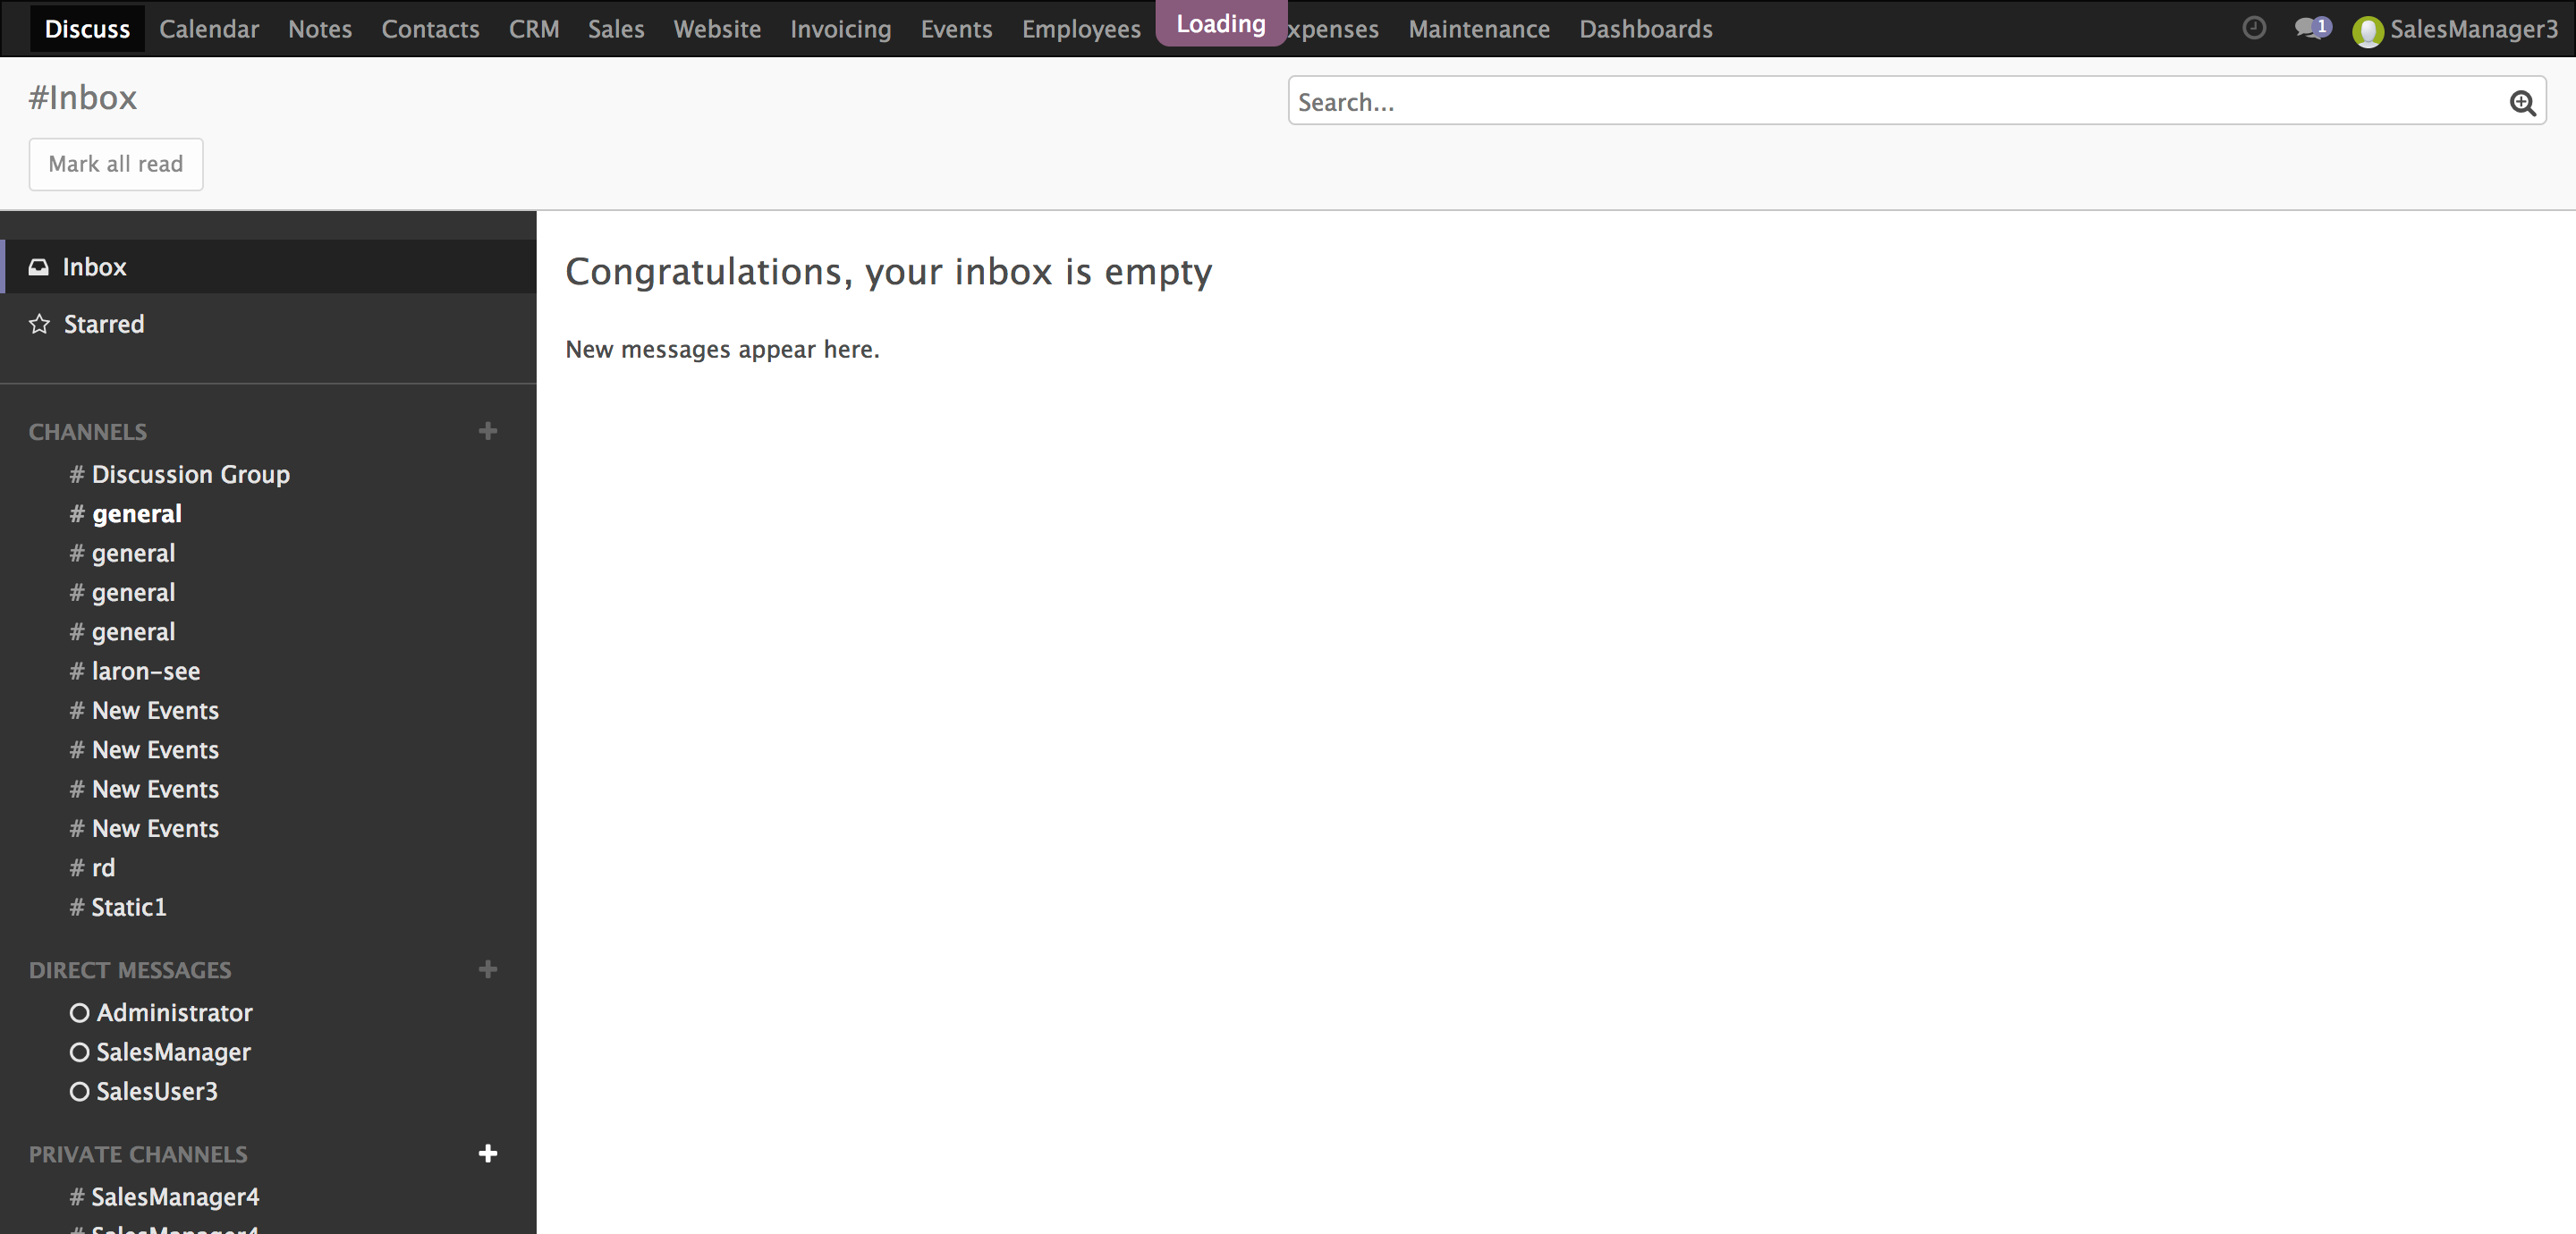 Discuss Calendar Notes Contacts CRM Sales Website Invoicing Events Employees Loading xpenses Maintenance Dashboards 1 SalesManager3
#Inbox
Search...
Mark all read
Inbox
Starred
Congratulations, your inbox is empty
New messages appear here.
CHANNELS
# Discussion Group
# general
# general
# general
# general
# laron-see
# New Events
# New Events
# New Events
# New Events
# rd
# Static1
DIRECT MESSAGES
Administrator
SalesManager
SalesUser3
PRIVATE CHANNELS
# SalesManager4
# SalesManager4